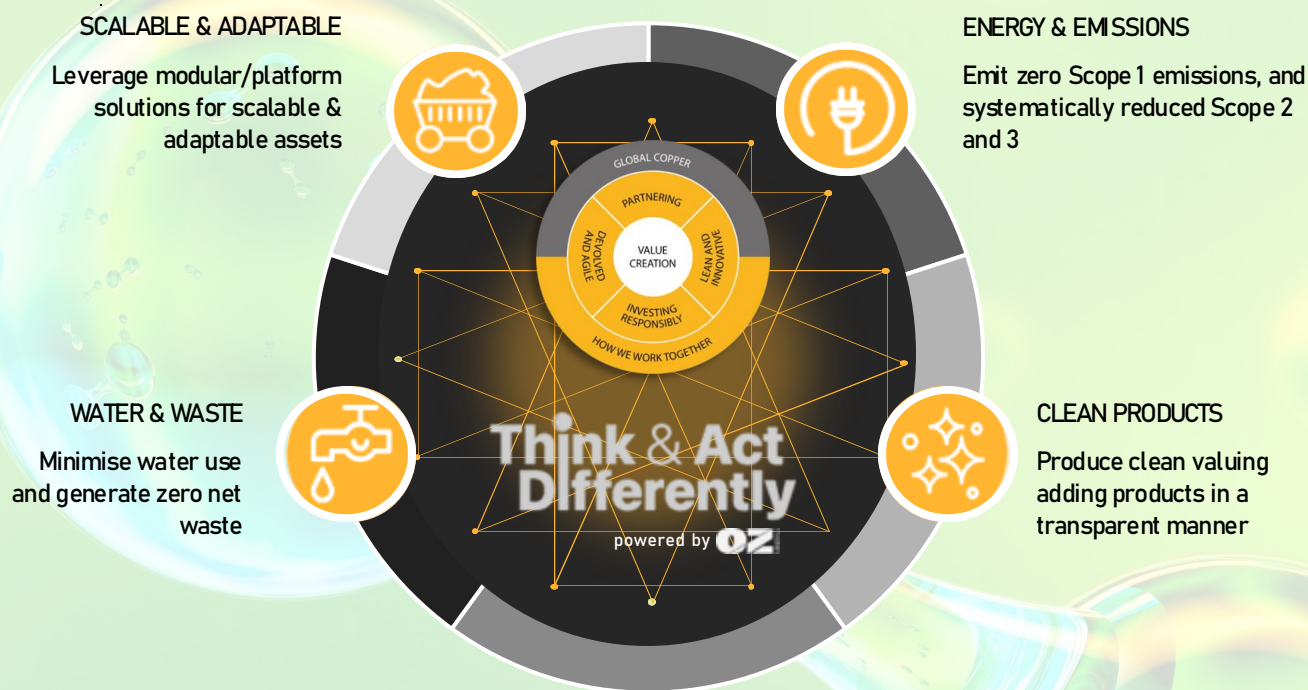 SCALABLE & ADAPTABLE
Leverage modular/platform
solutions for scalable &
adaptable assets
ENERGY & EMISSIONS
Emit zero Scope 1 emissions, and
systematically reduced Scope 2
and 3
GLOBAL COPPER
PARTNERING
DEVOLVED
AND AGILE
VALUE
CREATION
LEAN AND
INNOVATIVE
INVESTING
RESPONSIBLY
HOW WE WORK TOGETHER
WATER & WASTE
Minimise water use
and generate zero net
waste
Think & Act
Differently
powered by OZ
CLEAN PRODUCTS
Produce clean valuing
adding products in a
transparent manner